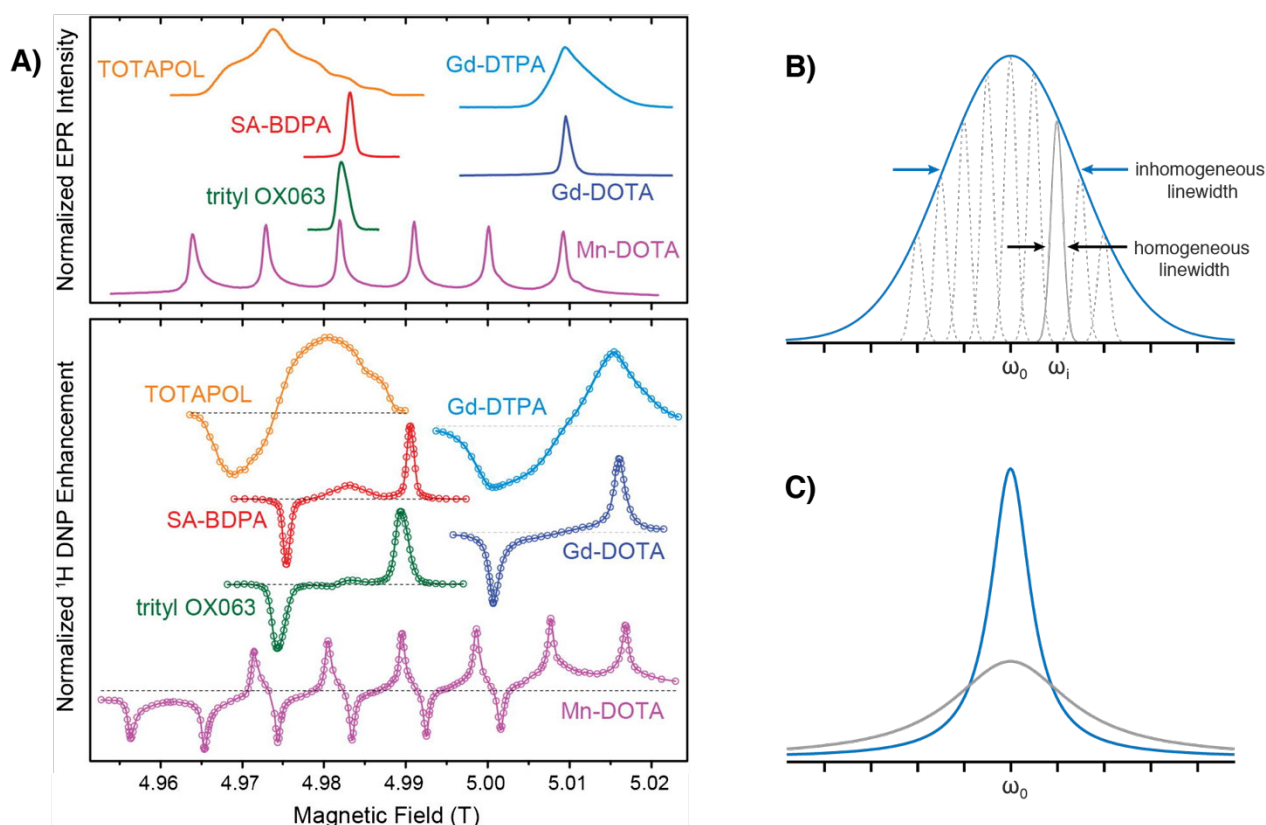 A)
Normalized EPR Intensity
TOTAPOL
Gd-DTPA
SA-BDPA
trityl OX063
Gd-DOTA
Mn-DOTA
Normalized ¹H DNP Enhancement
TOTAPOL
Gd-DTPA
SA-BDPA
Gd-DOTA
trityl OX063
Mn-DOTA
4.96 4.97 4.98 4.99 5.00 5.01 5.02
Magnetic Field (T)
B)
inhomogeneous
linewidth
homogeneous
linewidth
ω₀ ωᵢ
C)
ω₀